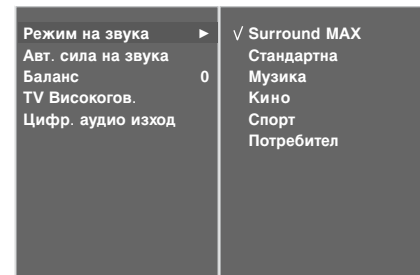 Режим на звука ►
Авт. сила на звука
Баланс 0
TV Високогов.
Цифр. аудио изход
√ Surround MAX
Стандартна
Музика
Кино
Спорт
Потребител